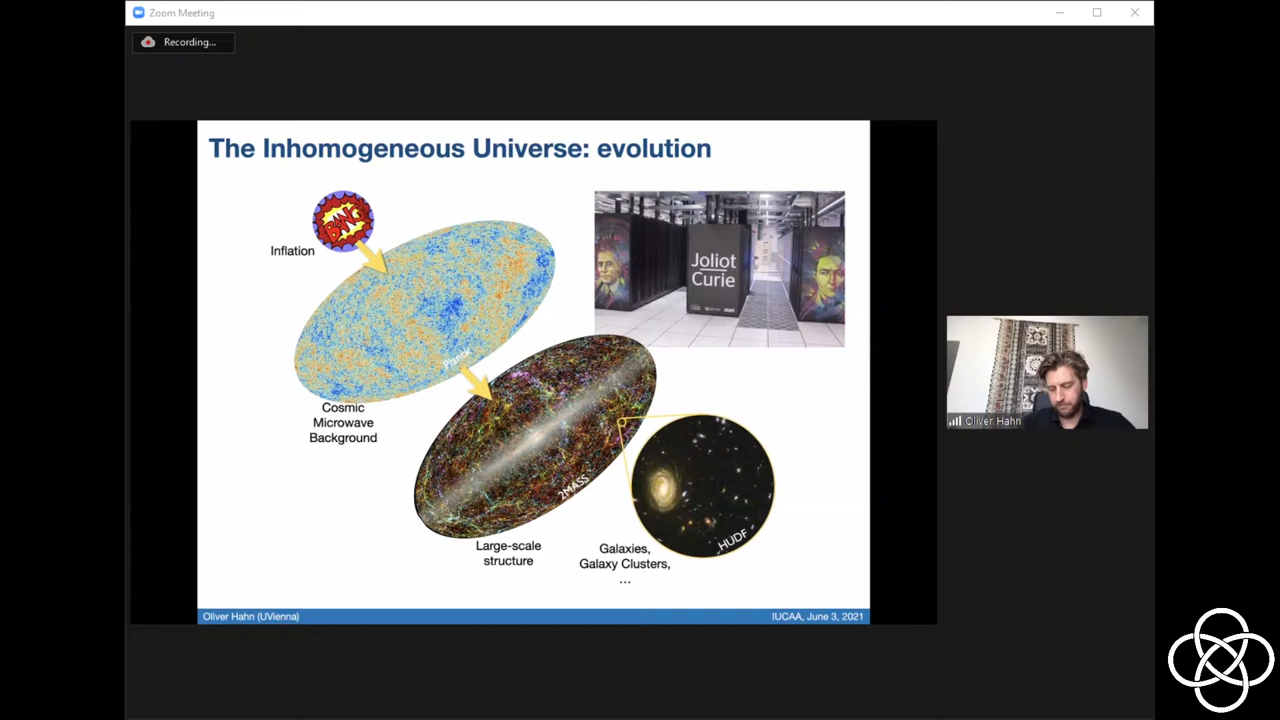 Zoom Meeting
Recording...
The Inhomogeneous Universe: evolution
BANG
Inflation
Joliot
Curie
Planck
Cosmic
Microwave
Background
2MASS
Large-scale
structure
HUDF
Galaxies,
Galaxy Clusters,
...
Oliver Hahn (UVienna)
IUCAA, June 3, 2021
Oliver Hahn